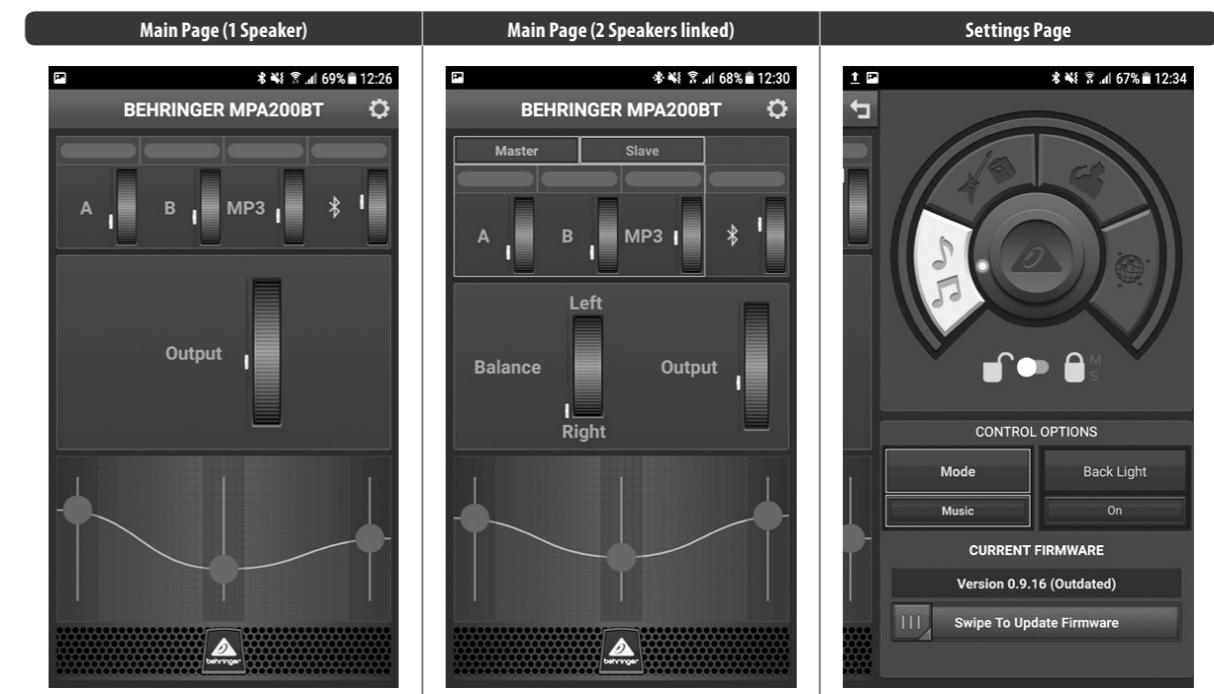 Main Page (1 Speaker)
Main Page (2 Speakers linked)
Settings Page
69% 12:26
BEHRINGER MPA200BT
A
B
MP3
Output
behringer
68% 12:30
BEHRINGER MPA200BT
Master
Slave
A
B
MP3
Left
Balance
Output
Right
behringer
67% 12:34
M
S
CONTROL OPTIONS
Mode
Back Light
Music
On
CURRENT FIRMWARE
Version 0.9.16 (Outdated)
Swipe To Update Firmware